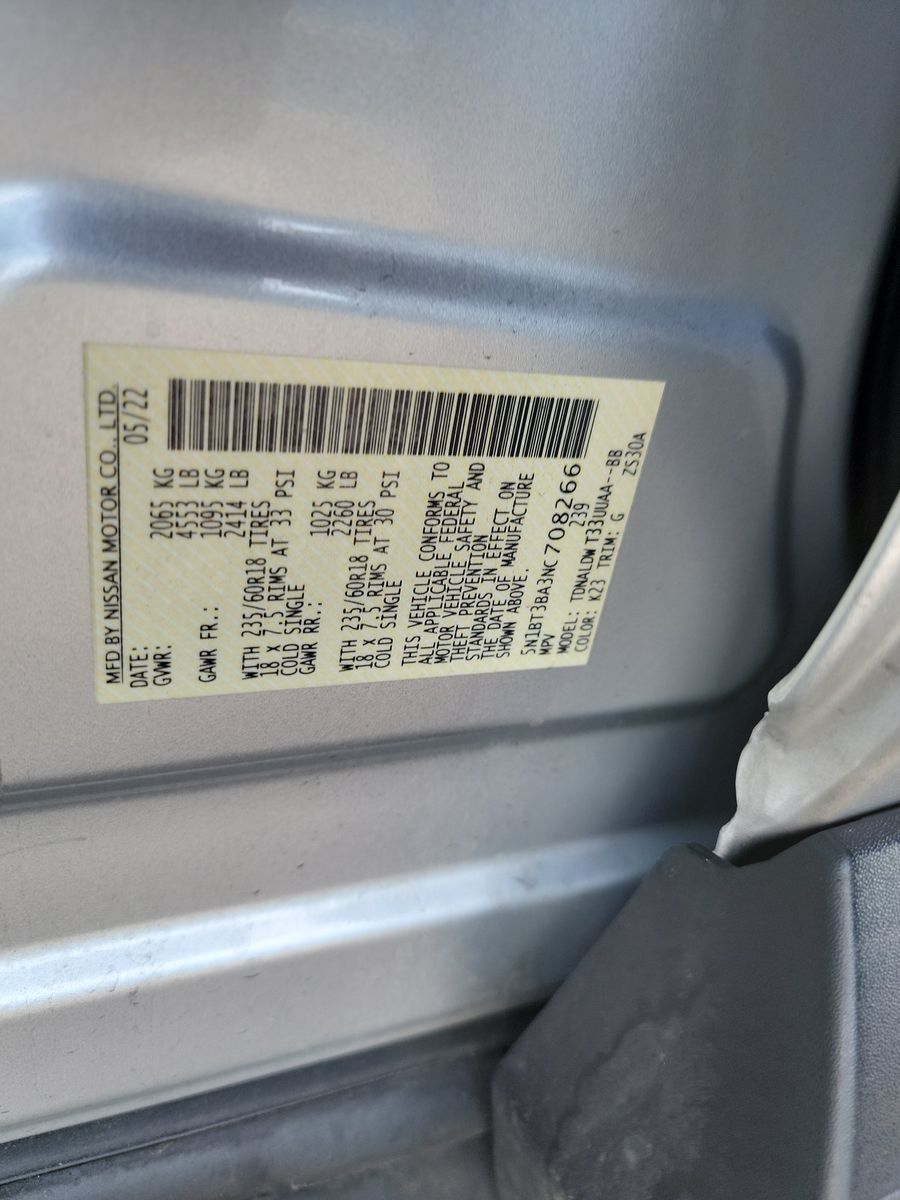 MFD BY NISSAN MOTOR CO., LTD.
DATE: 05/22
GVWR: 2065 KG
4553 LB
GAWR FR.: 1095 KG
2414 LB
WITH 235/60R18 TIRES
18 x 7.5 RIMS AT 33 PSI
COLD SINGLE
GAWR RR.: 1025 KG
2260 LB
WITH 235/60R18 TIRES
18 x 7.5 RIMS AT 30 PSI
COLD SINGLE
THIS VEHICLE CONFORMS TO
ALL APPLICABLE FEDERAL
MOTOR VEHICLE SAFETY AND
THEFT PREVENTION
STANDARDS IN EFFECT ON
THE DATE OF MANUFACTURE
SHOWN ABOVE.
5N1BT3BA3NC708266
MPV 239
MODEL: TDNALDW T33UUAA--BB
COLOR: K23 TRIM: G ZS30A